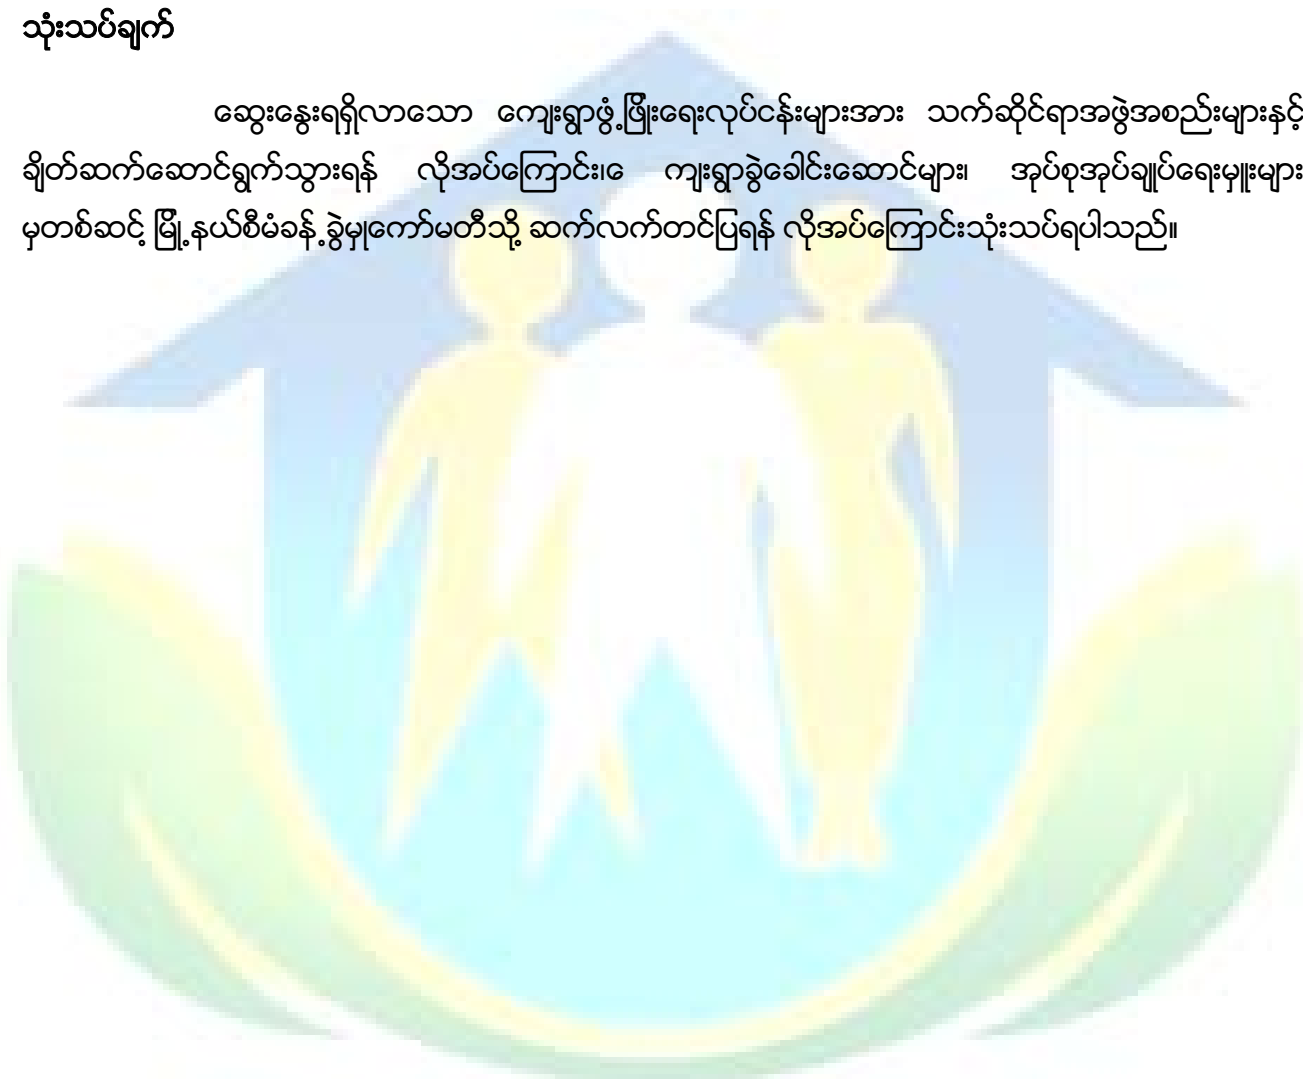 သုံးသပ်ချက်
ဆွေးနွေးရရှိလာသော ကျေးရွာဖွံ့ဖြိုးရေးလုပ်ငန်းများအား သက်ဆိုင်ရာအဖွဲအစည်းများနှင့်
ချိတ်ဆက်ဆောင်ရွက်သွားရန် လိုအပ်ကြောင်း၊ေ ကျးရွာခွဲခေါင်းဆောင်များ၊ အုပ်စုအုပ်ချုပ်ရေးမှူးများ
မှတစ်ဆင့် မြို့နယ်စီမံခန့်ခွဲမှုကော်မတီသို့ ဆက်လက်တင်ပြရန် လိုအပ်ကြောင်းသုံးသပ်ရပါသည်။